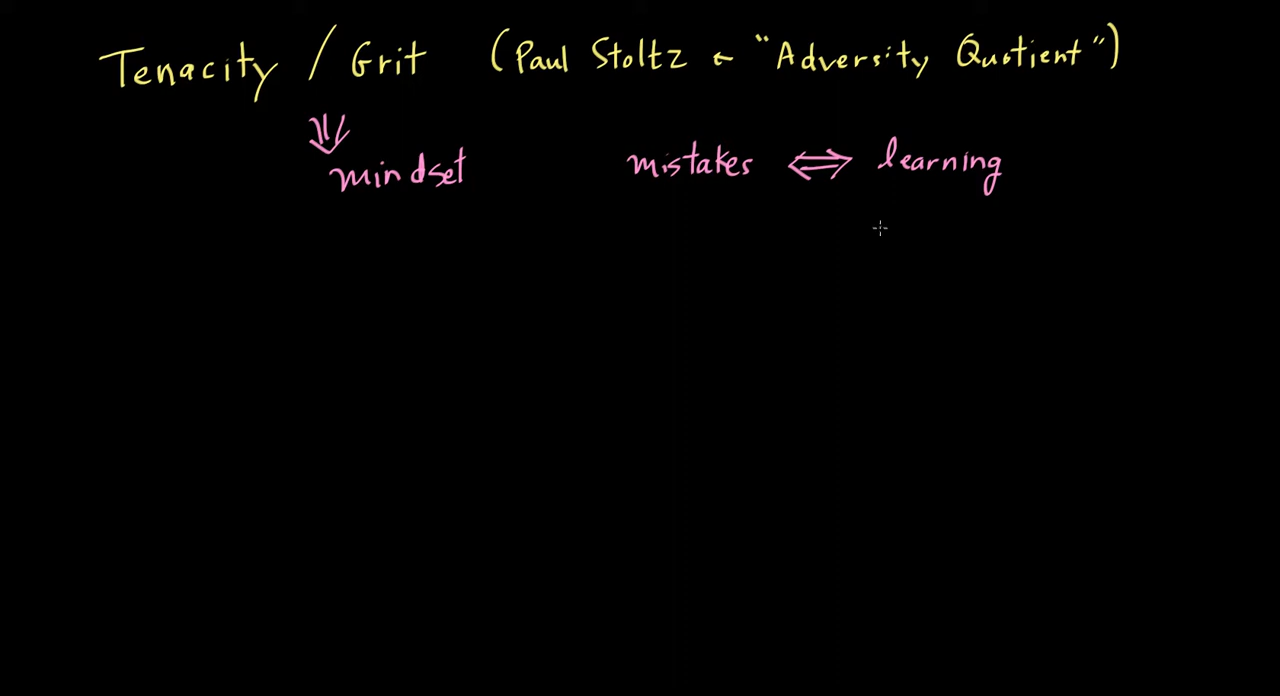 Tenacity / Grit (Paul Stoltz ← "Adversity Quotient")
mindset mistakes ⇔ learning